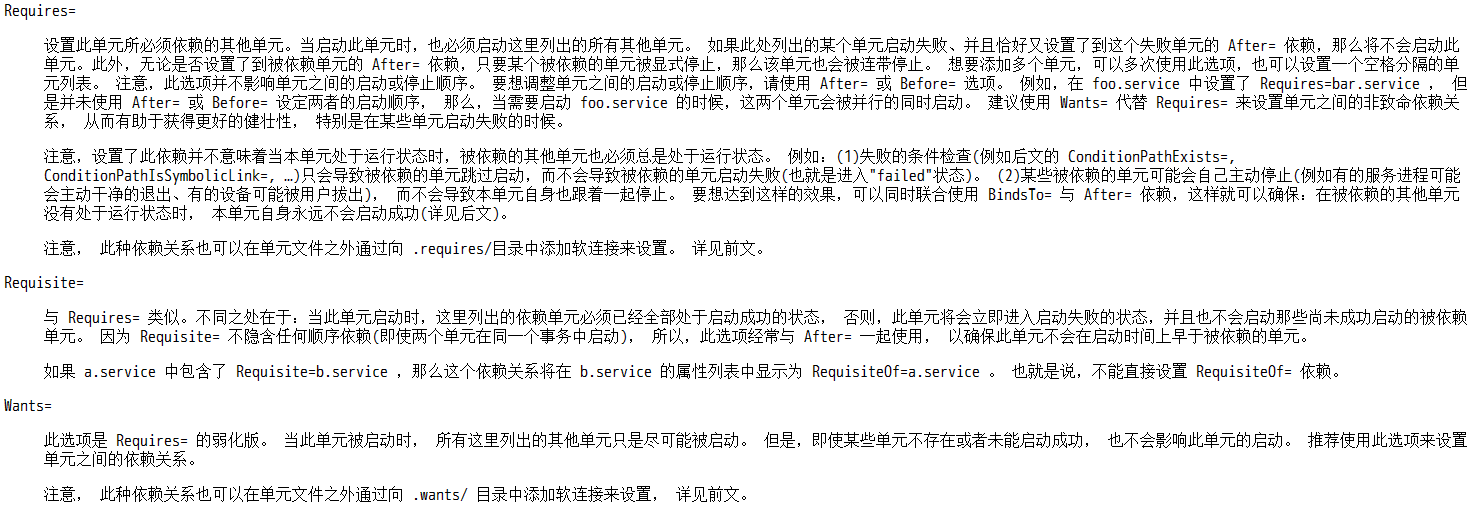 Requires=
设置此单元所必须依赖的其他单元。当启动此单元时，也必须启动这里列出的所有其他单元。 如果此处列出的某个单元启动失败、并且恰好又设置了到这个失败单元的 After= 依赖，那么将不会启动此
单元。此外，无论是否设置了到被依赖单元的 After= 依赖，只要某个被依赖的单元被显式停止，那么该单元也会被连带停止。 想要添加多个单元，可以多次使用此选项，也可以设置一个空格分隔的单
元列表。 注意，此选项并不影响单元之间的启动或停止顺序。 要想调整单元之间的启动或停止顺序，请使用 After= 或 Before= 选项。 例如，在 foo.service 中设置了 Requires=bar.service ， 但
是并未使用 After= 或 Before= 设定两者的启动顺序， 那么，当需要启动 foo.service 的时候，这两个单元会被并行的同时启动。 建议使用 Wants= 代替 Requires= 来设置单元之间的非致命依赖关
系， 从而有助于获得更好的健壮性， 特别是在某些单元启动失败的时候。
注意，设置了此依赖并不意味着当本单元处于运行状态时，被依赖的其他单元也必须总是处于运行状态。 例如：(1)失败的条件检查(例如后文的 ConditionPathExists=,
ConditionPathIsSymbolicLink=, …)只会导致被依赖的单元跳过启动，而不会导致被依赖的单元启动失败(也就是进入"failed"状态)。 (2)某些被依赖的单元可能会自己主动停止(例如有的服务进程可能
会主动干净的退出、有的设备可能被用户拔出)， 而不会导致本单元自身也跟着一起停止。 要想达到这样的效果，可以同时联合使用 BindsTo= 与 After= 依赖，这样就可以确保：在被依赖的其他单元
没有处于运行状态时， 本单元自身永远不会启动成功(详见后文)。
注意， 此种依赖关系也可以在单元文件之外通过向 .requires/目录中添加软连接来设置。 详见前文。
Requisite=
与 Requires= 类似。不同之处在于：当此单元启动时，这里列出的依赖单元必须已经全部处于启动成功的状态， 否则，此单元将会立即进入启动失败的状态，并且也不会启动那些尚未成功启动的被依赖
单元。 因为 Requisite= 不隐含任何顺序依赖(即使两个单元在同一个事务中启动)， 所以，此选项经常与 After= 一起使用， 以确保此单元不会在启动时间上早于被依赖的单元。
如果 a.service 中包含了 Requisite=b.service ，那么这个依赖关系将在 b.service 的属性列表中显示为 RequisiteOf=a.service 。 也就是说，不能直接设置 RequisiteOf= 依赖。
Wants=
此选项是 Requires= 的弱化版。 当此单元被启动时， 所有这里列出的其他单元只是尽可能被启动。 但是，即使某些单元不存在或者未能启动成功， 也不会影响此单元的启动。 推荐使用此选项来设置
单元之间的依赖关系。
注意， 此种依赖关系也可以在单元文件之外通过向 .wants/ 目录中添加软连接来设置， 详见前文。